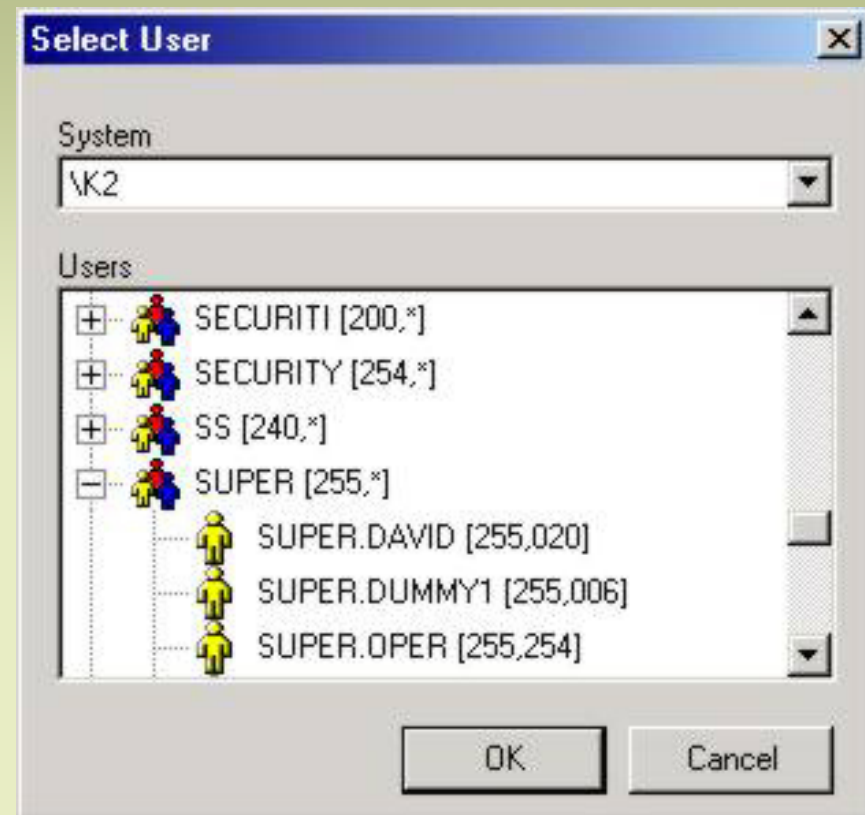 Select User
System
\K2
Users
SECURITI [200,*]
SECURITY [254,*]
SS [240,*]
SUPER [255,*]
SUPER.DAVID [255,020]
SUPER.DUMMY1 [255,006]
SUPER.OPER [255,254]
OK Cancel